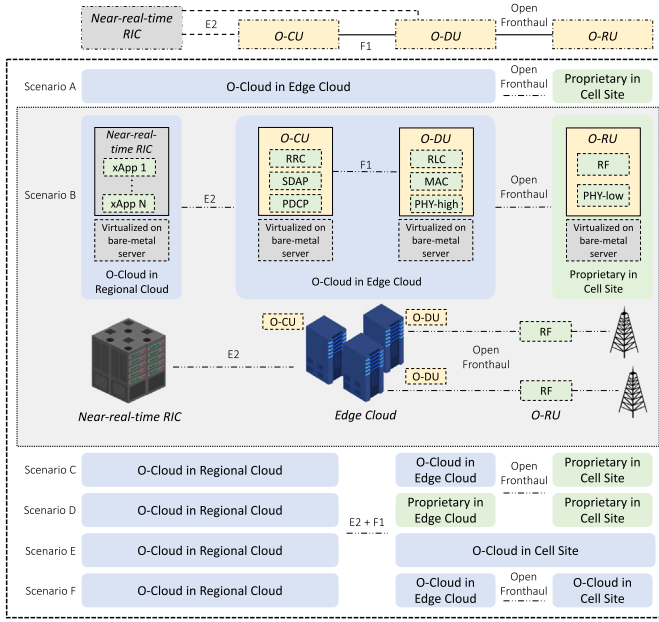 Near-real-time
RIC
E2
O-CU
F1
O-DU
Open
Fronthaul
O-RU
Scenario A
O-Cloud in Edge Cloud
Open
Fronthaul
Proprietary in
Cell Site
Scenario B
Near-real-
time RIC
xApp 1
xApp N
Virtualized on
bare-metal
server
O-Cloud in
Regional Cloud
E2
O-CU
RRC
SDAP
PDCP
Virtualized on
bare-metal
server
F1
O-DU
RLC
MAC
PHY-high
Virtualized on
bare-metal
server
O-Cloud in Edge Cloud
Open
Fronthaul
O-RU
RF
PHY-low
Virtualized on
bare-metal
server
Proprietary in
Cell Site
Near-real-time RIC
E2
O-CU
O-DU
O-DU
Edge Cloud
Open
Fronthaul
RF
RF
O-RU
Scenario C
O-Cloud in Regional Cloud
O-Cloud in
Edge Cloud
Open
Fronthaul
Proprietary in
Cell Site
Scenario D
O-Cloud in Regional Cloud
Proprietary in
Edge Cloud
Proprietary in
Cell Site
E2 + F1
Scenario E
O-Cloud in Regional Cloud
O-Cloud in Cell Site
Scenario F
O-Cloud in Regional Cloud
O-Cloud in
Edge Cloud
Open
Fronthaul
O-Cloud in
Cell Site